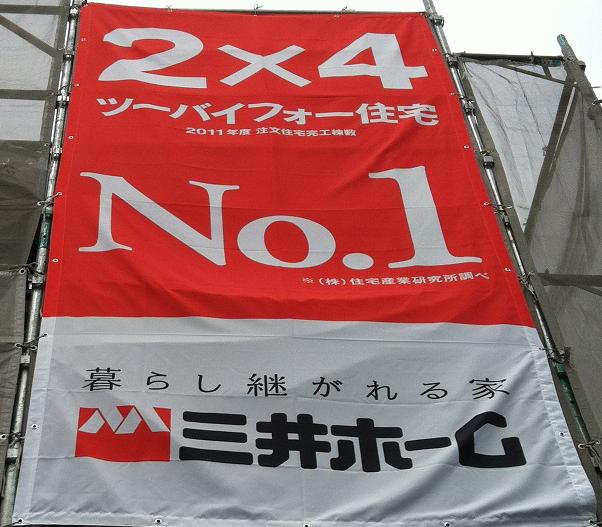 2×4
ツーバイフォー住宅
2011年度 注文住宅完工棟数
No.1
※(株)住宅産業研究所調べ
暮らし継がれる家
三井ホーム